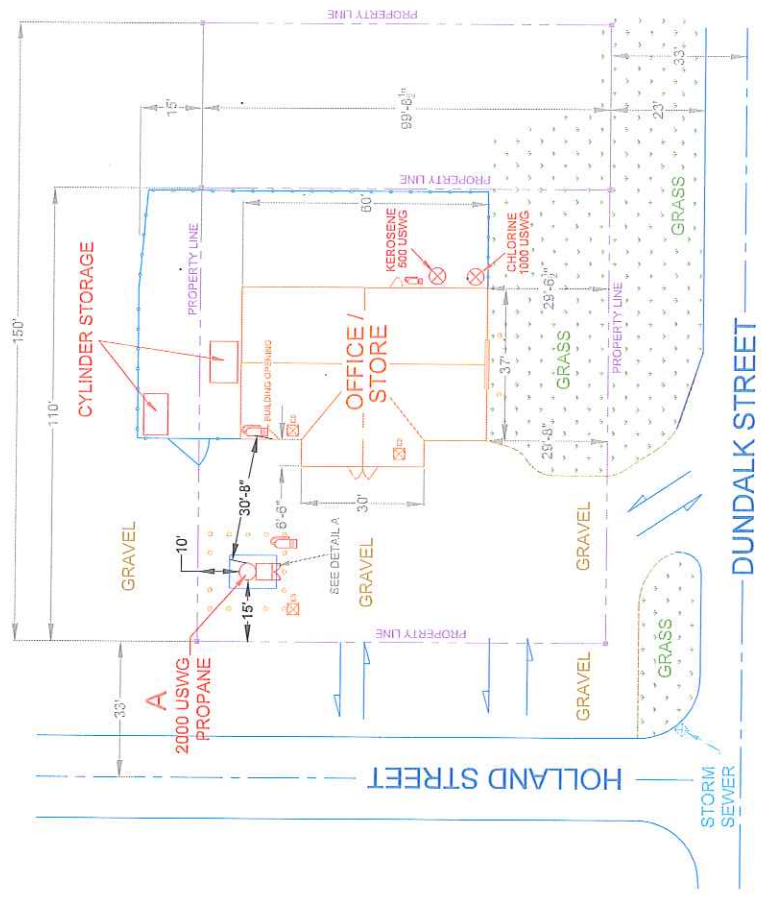 PROPERTY LINE
150'
15'
99'-8½"
33'
23'
110'
PROPERTY LINE
CYLINDER STORAGE
PROPERTY LINE
60'
KEROSENE
500 USWG
CHLORINE
1000 USWG
GRASS
BUILDING OPENING
OFFICE /
STORE
37'
29'-6½"
PROPERTY LINE
GRASS
30'-8"
6'-6"
30'
29'-8"
GRAVEL
10'
SEE DETAIL A
GRAVEL
GRAVEL
15'
A
2000 USWG
PROPANE
PROPERTY LINE
33'
GRAVEL
GRASS
HOLLAND STREET
STORM
SEWER
DUNDALK STREET